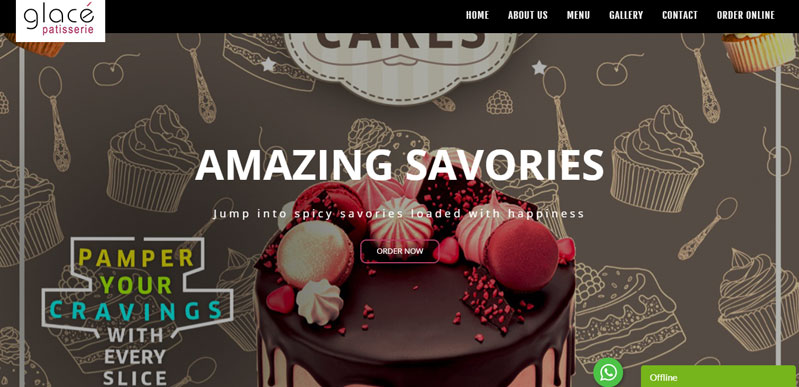 glacé
patisserie
HOME
ABOUT US
MENU
GALLERY
CONTACT
ORDER ONLINE
CAKES
AMAZING SAVORIES
Jump into spicy savories loaded with happiness
ORDER NOW
PAMPER
YOUR
CRAVINGS
WITH
EVERY
SLICE
Offline